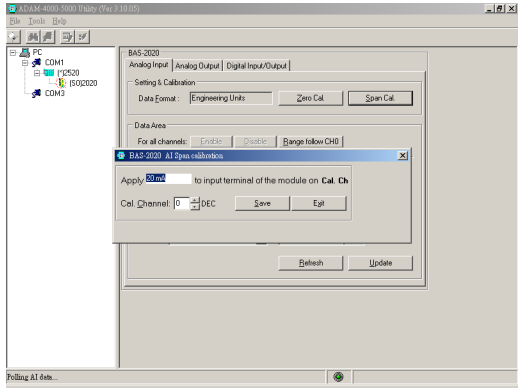 ADAM-4000-5000 Utility (Ver 3.10.05)
File Tools Help
PC
COM1
(*)2520
(S0)2020
COM3
BAS-2020
Analog Input Analog Output Digital Input/Output
Setting & Calibration
Data Format : Engineering Units Zero Cal. Span Cal.
Data Area
For all channels: Enable Disable Range follow CH0
BAS-2020 AI Span calibration
Apply 20 mA to input terminal of the module on Cal. Ch
Cal. Channel: 0 DEC Save Exit
Refresh Update
Polling AI data...